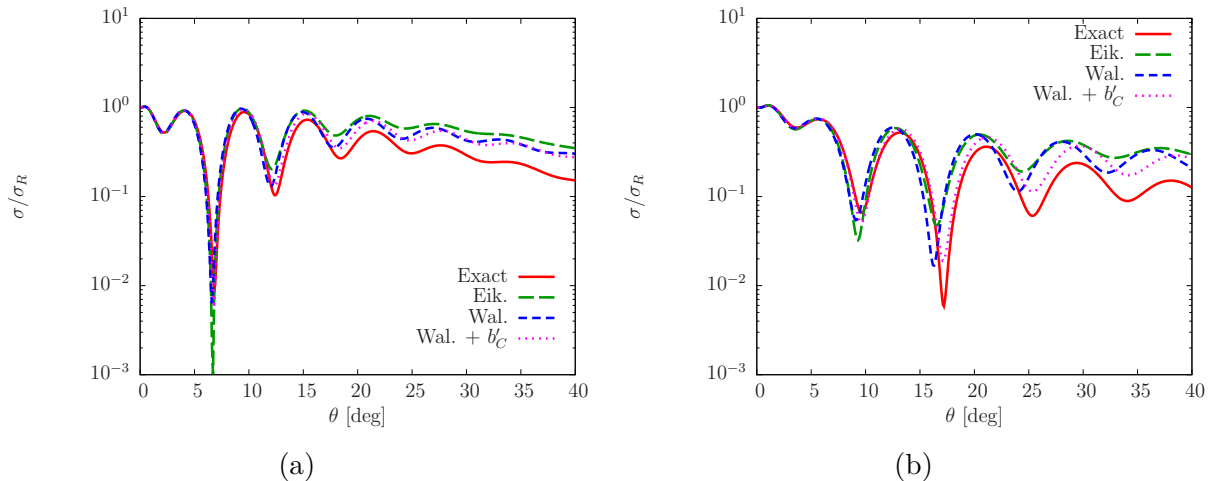 σ/σ_R
10^1
10^0
10^{-1}
10^{-2}
10^{-3}
Exact
Eik.
Wal.
Wal. + b′_C
0 5 10 15 20 25 30 35 40
θ [deg]
(a)
σ/σ_R
10^1
10^0
10^{-1}
10^{-2}
10^{-3}
Exact
Eik.
Wal.
Wal. + b′_C
0 5 10 15 20 25 30 35 40
θ [deg]
(b)